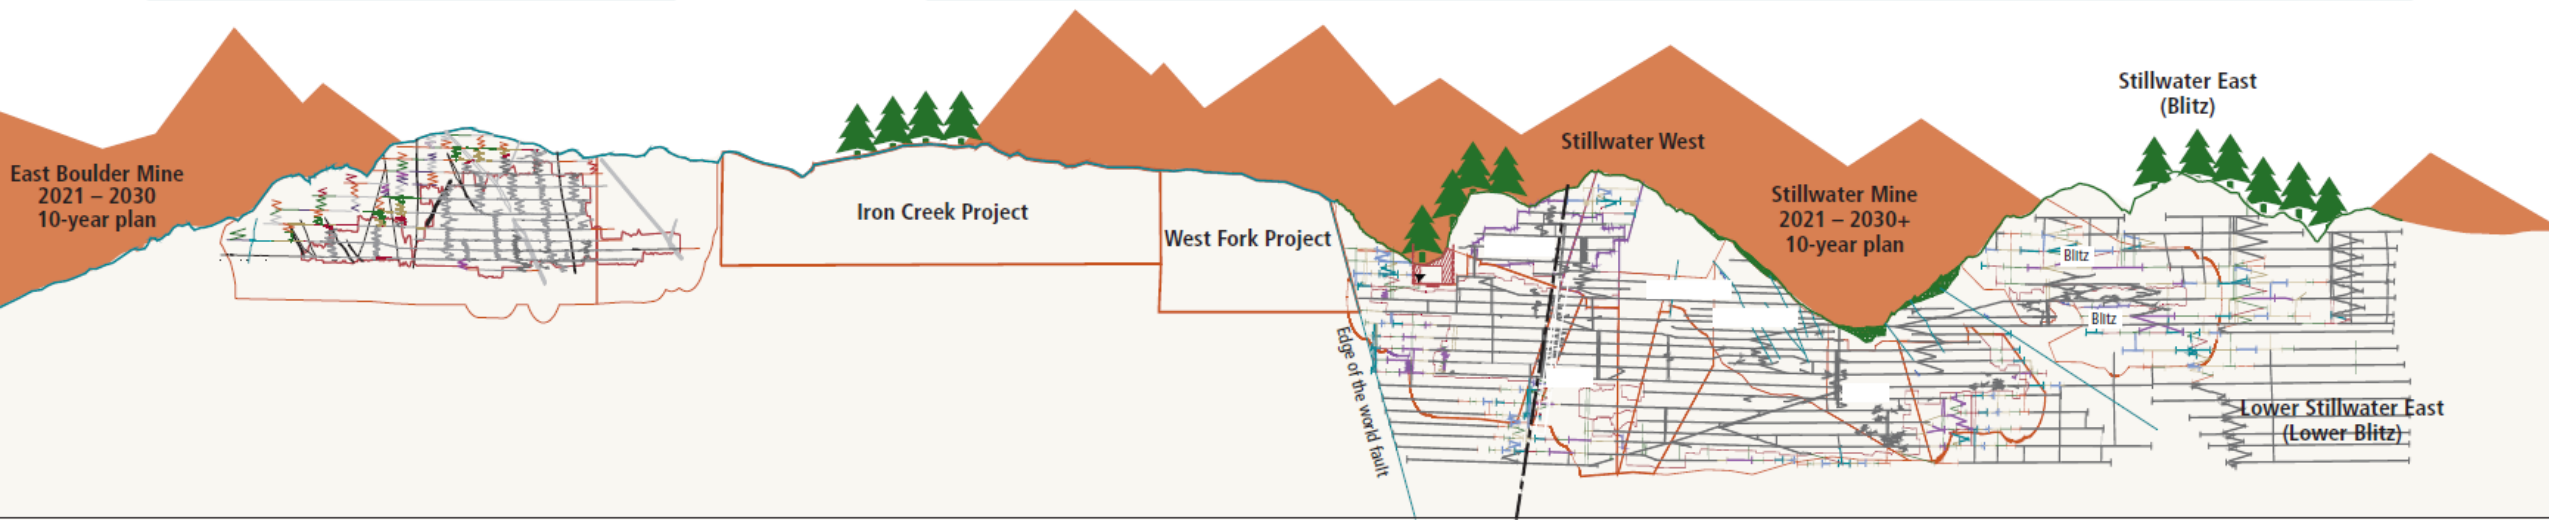 East Boulder Mine
2021 – 2030
10-year plan
Iron Creek Project
West Fork Project
Edge of the world fault
Stillwater West
Stillwater Mine
2021 – 2030+
10-year plan
Stillwater East
(Blitz)
Blitz
Blitz
Lower Stillwater East
(Lower Blitz)